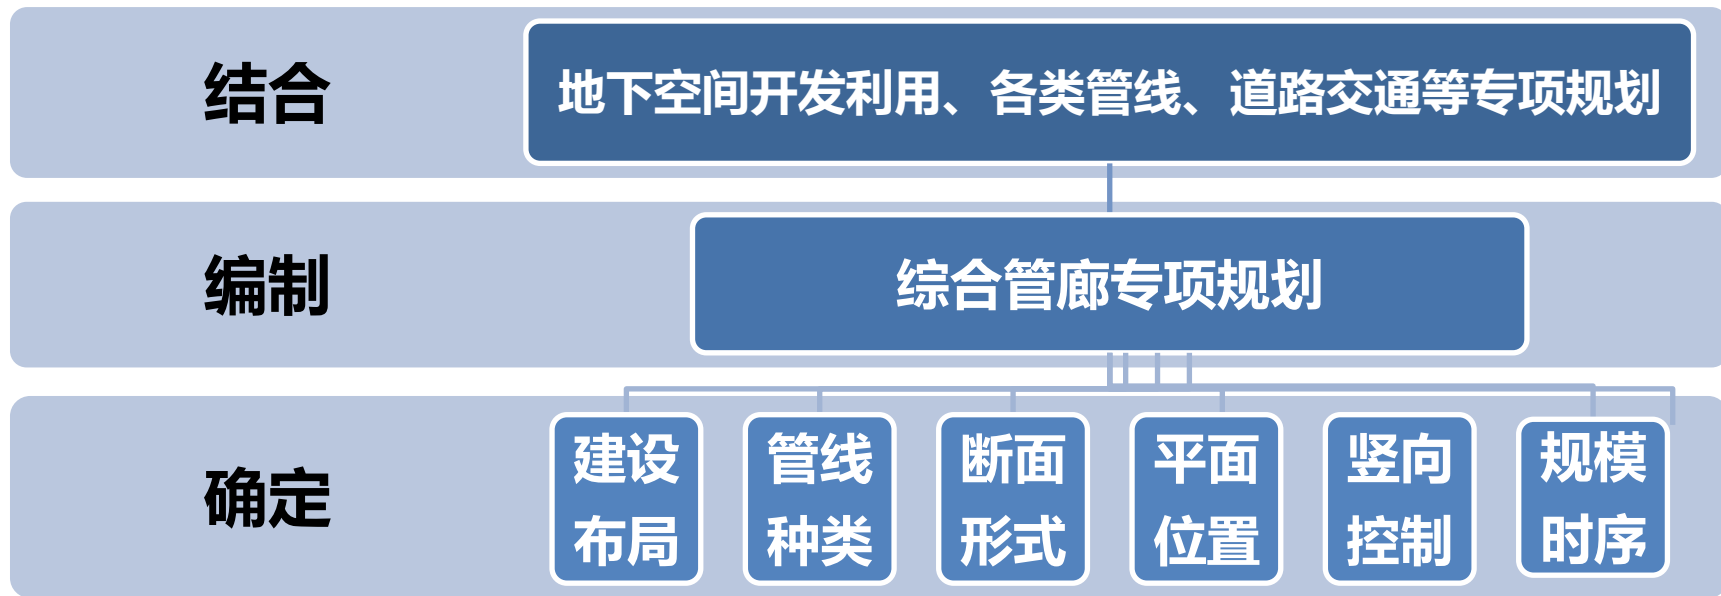 结合
地下空间开发利用、各类管线、道路交通等专项规划
编制
综合管廊专项规划
确定
建设
布局
管线
种类
断面
形式
平面
位置
竖向
控制
规模
时序